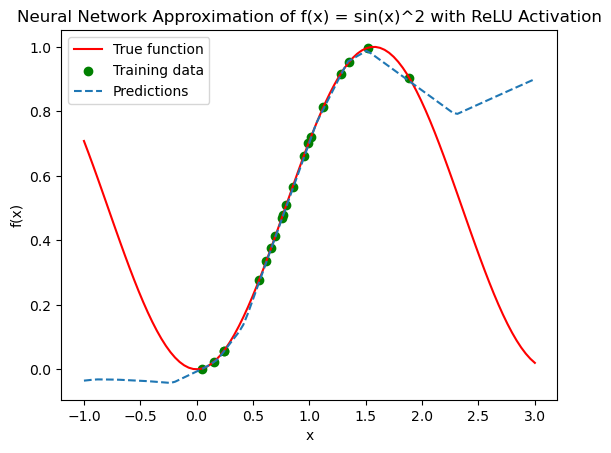 Neural Network Approximation of f(x) = sin(x)^2 with ReLU Activation
True function
Training data
Predictions
f(x)
1.0
0.8
0.6
0.4
0.2
0.0
−1.0 −0.5 0.0 0.5 1.0 1.5 2.0 2.5 3.0
x